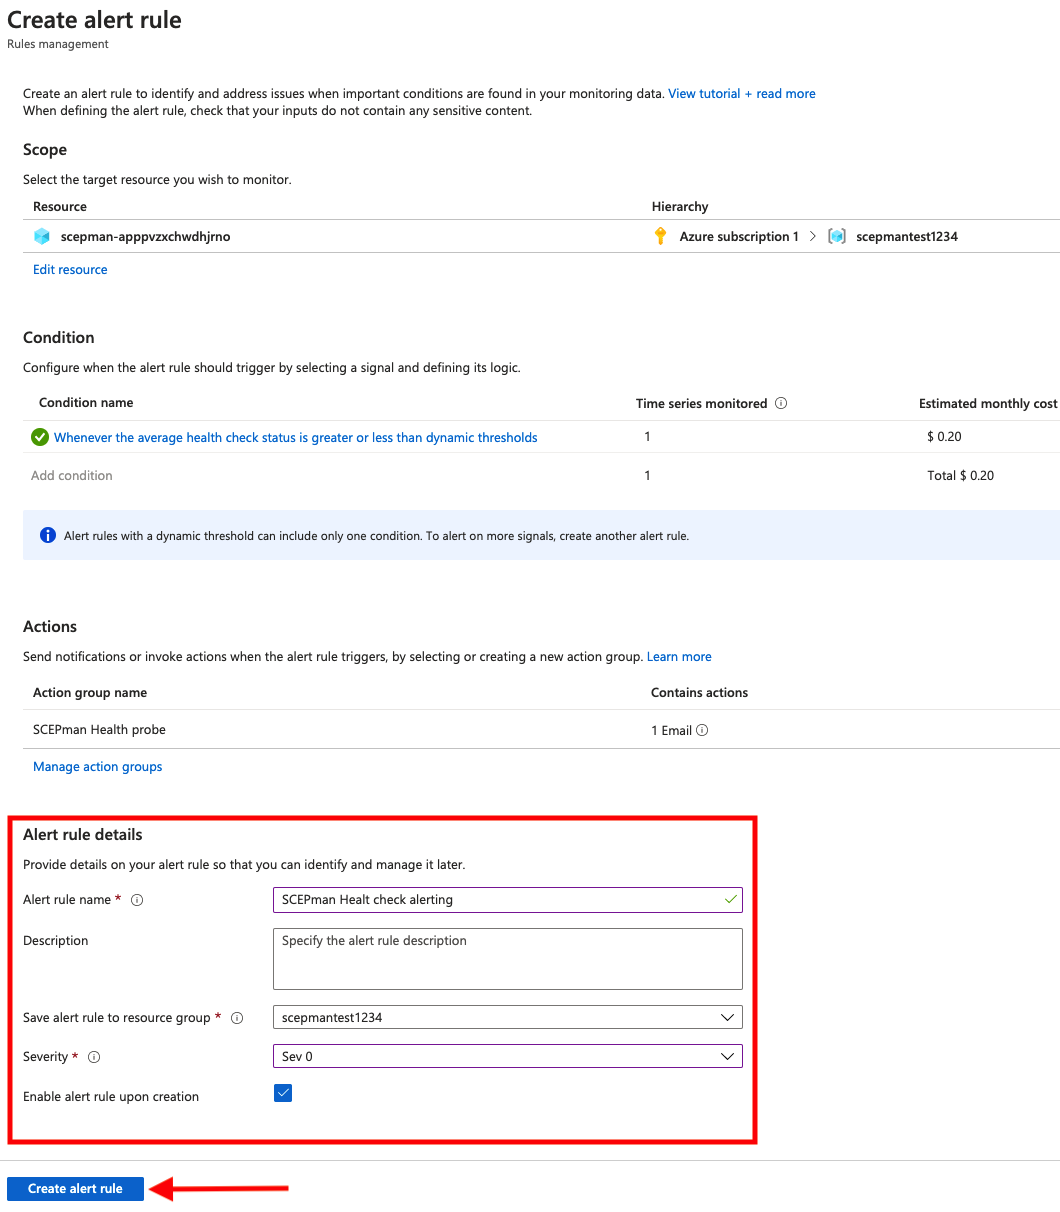 Create alert rule
Rules management
Create an alert rule to identify and address issues when important conditions are found in your monitoring data. View tutorial + read more
When defining the alert rule, check that your inputs do not contain any sensitive content.
Scope
Select the target resource you wish to monitor.
Resource Hierarchy
scepman-apppvzxchwdhjrno Azure subscription 1 > scepmantest1234
Edit resource
Condition
Configure when the alert rule should trigger by selecting a signal and defining its logic.
Condition name Time series monitored Estimated monthly cost
Whenever the average health check status is greater or less than dynamic thresholds 1 $ 0.20
Add condition 1 Total $ 0.20
Alert rules with a dynamic threshold can include only one condition. To alert on more signals, create another alert rule.
Actions
Send notifications or invoke actions when the alert rule triggers, by selecting or creating a new action group. Learn more
Action group name Contains actions
SCEPman Health probe 1 Email
Manage action groups
Alert rule details
Provide details on your alert rule so that you can identify and manage it later.
Alert rule name * SCEPman Healt check alerting
Description Specify the alert rule description
Save alert rule to resource group * scepmantest1234
Severity * Sev 0
Enable alert rule upon creation
Create alert rule